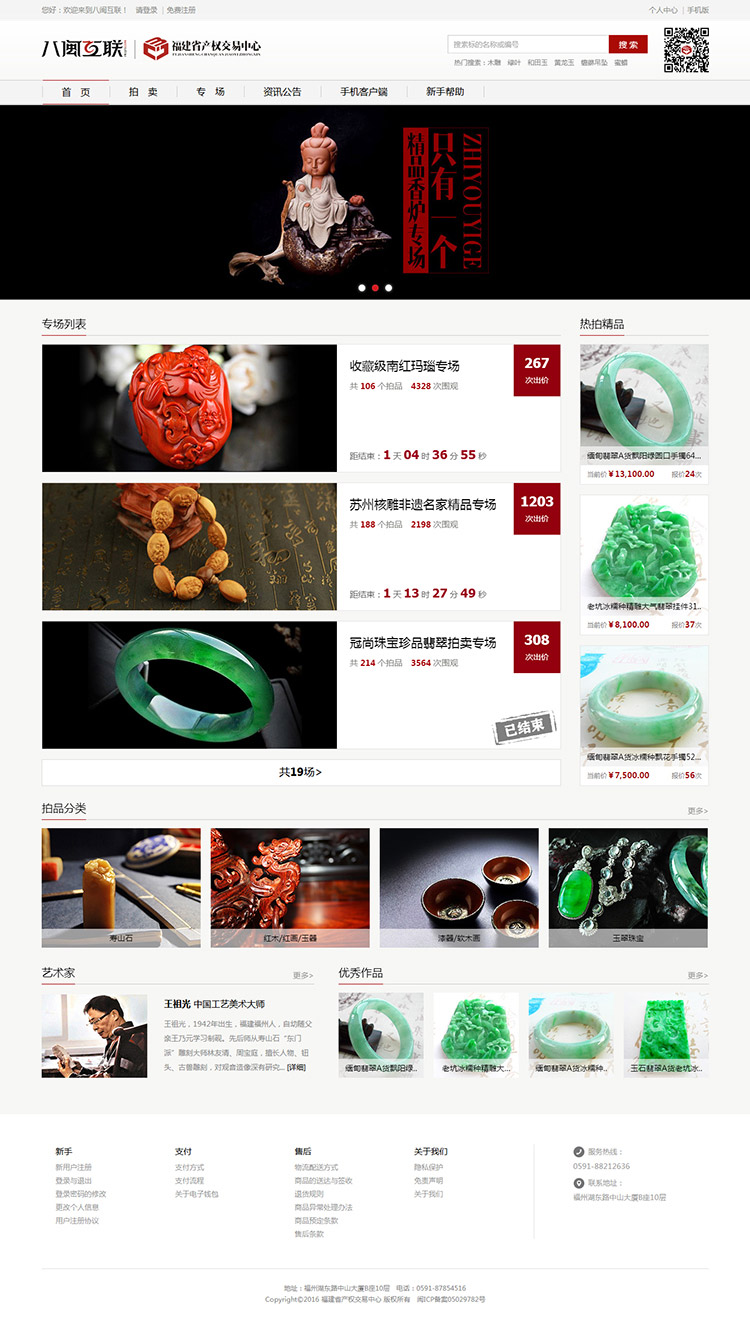 您好！欢迎来到八闽互联！ 请登录 | 免费注册
个人中心 | 手机版
八闽互联
福建省产权交易中心
搜索标的名称或编号
搜 索
热门搜索：木雕 绿叶 和田玉 黄龙玉 蜜蜡
首 页
拍 卖
专 场
资讯公告
手机客户端
新手帮助
精品香炉专场
只有一个
ZHIYOUYIGE
专场列表
收藏级南红玛瑙专场
共 106 个拍品 4328 次围观
267
次出价
距结束：1 天 04 时 36 分 55 秒
苏州核雕非遗名家精品专场
共 188 个拍品 2198 次围观
1203
次出价
距结束：1 天 13 时 27 分 49 秒
冠尚珠宝珍品翡翠拍卖专场
共 214 个拍品 3564 次围观
308
次出价
已结束
共19场>
热拍精品
缅甸翡翠A货飘阳绿圆口手镯64...
当前价 ¥13,100.00 报价24次
老坑冰糯种精雕大气翡翠挂件31..
当前价 ¥8,100.00 报价37次
缅甸翡翠A货冰糯种飘花手镯52...
当前价 ¥7,500.00 报价56次
拍品分类
更多>
寿山石
红木/红画/玉器
漆器/软木画
玉翠珠宝
艺术家
更多>
王祖光 中国工艺美术大师
王祖光，1942年出生，福建福州人，自幼随父
亲王乃元学习制砚。先后师从寿山石“东门
派”雕刻大师林友清、周宝庭，擅长人物、钮
头、古兽雕刻，对观音造像深有研究... [详细]
优秀作品
更多>
缅甸翡翠A货飘阳绿..
老坑冰糯种精雕大...
缅甸翡翠A货冰糯种..
玉石翡翠A货老坑冰..
新手
新用户注册
登录与退出
登录密码的修改
更改个人信息
用户注册协议
支付
支付方式
支付流程
关于电子钱包
售后
物流配送方式
商品的送达与签收
退货规则
商品异常处理办法
商品预定条款
售后条款
关于我们
隐私保护
免责声明
关于我们
服务热线：
0591-88212636
联系地址：
福州湖东路中山大厦B座10层
地址：福州湖东路中山大厦B座10层 电话：0591-87854516
Copyright©2016 福建省产权交易中心 版权所有 闽ICP备案05029782号